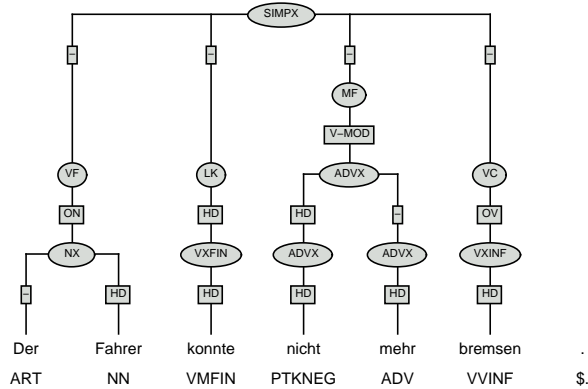 SIMPX
– – – –
MF
V–MOD
VF LK ADVX VC
ON HD HD – OV
NX VXFIN ADVX ADVX VXINF
– HD HD HD HD HD
Der Fahrer konnte nicht mehr bremsen .
ART NN VMFIN PTKNEG ADV VVINF $.